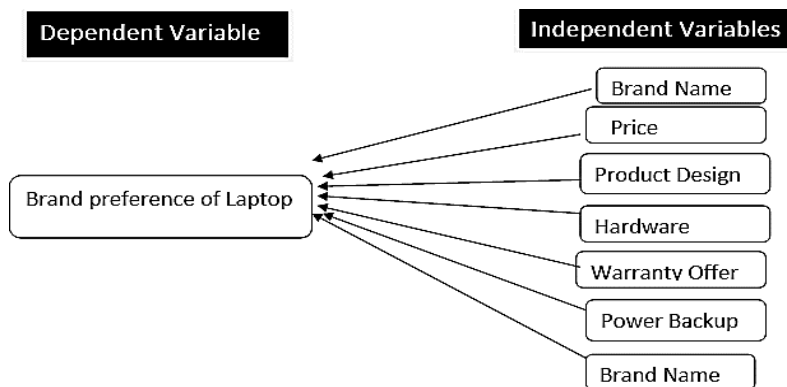 Dependent Variable
Independent Variables
Brand Name
Price
Product Design
Brand preference of Laptop
Hardware
Warranty Offer
Power Backup
Brand Name